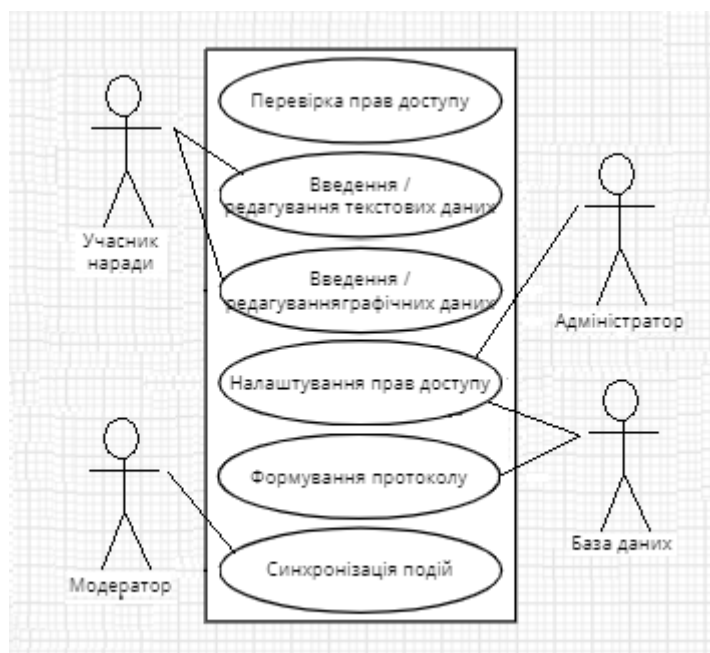 Перевірка прав доступу
Введення /
редагування текстових даних
Учасник
наради
Введення /
редагуванняграфічних даних
Адміністратор
Налаштування прав доступу
Формування протоколу
База даних
Синхронізація подій
Модератор